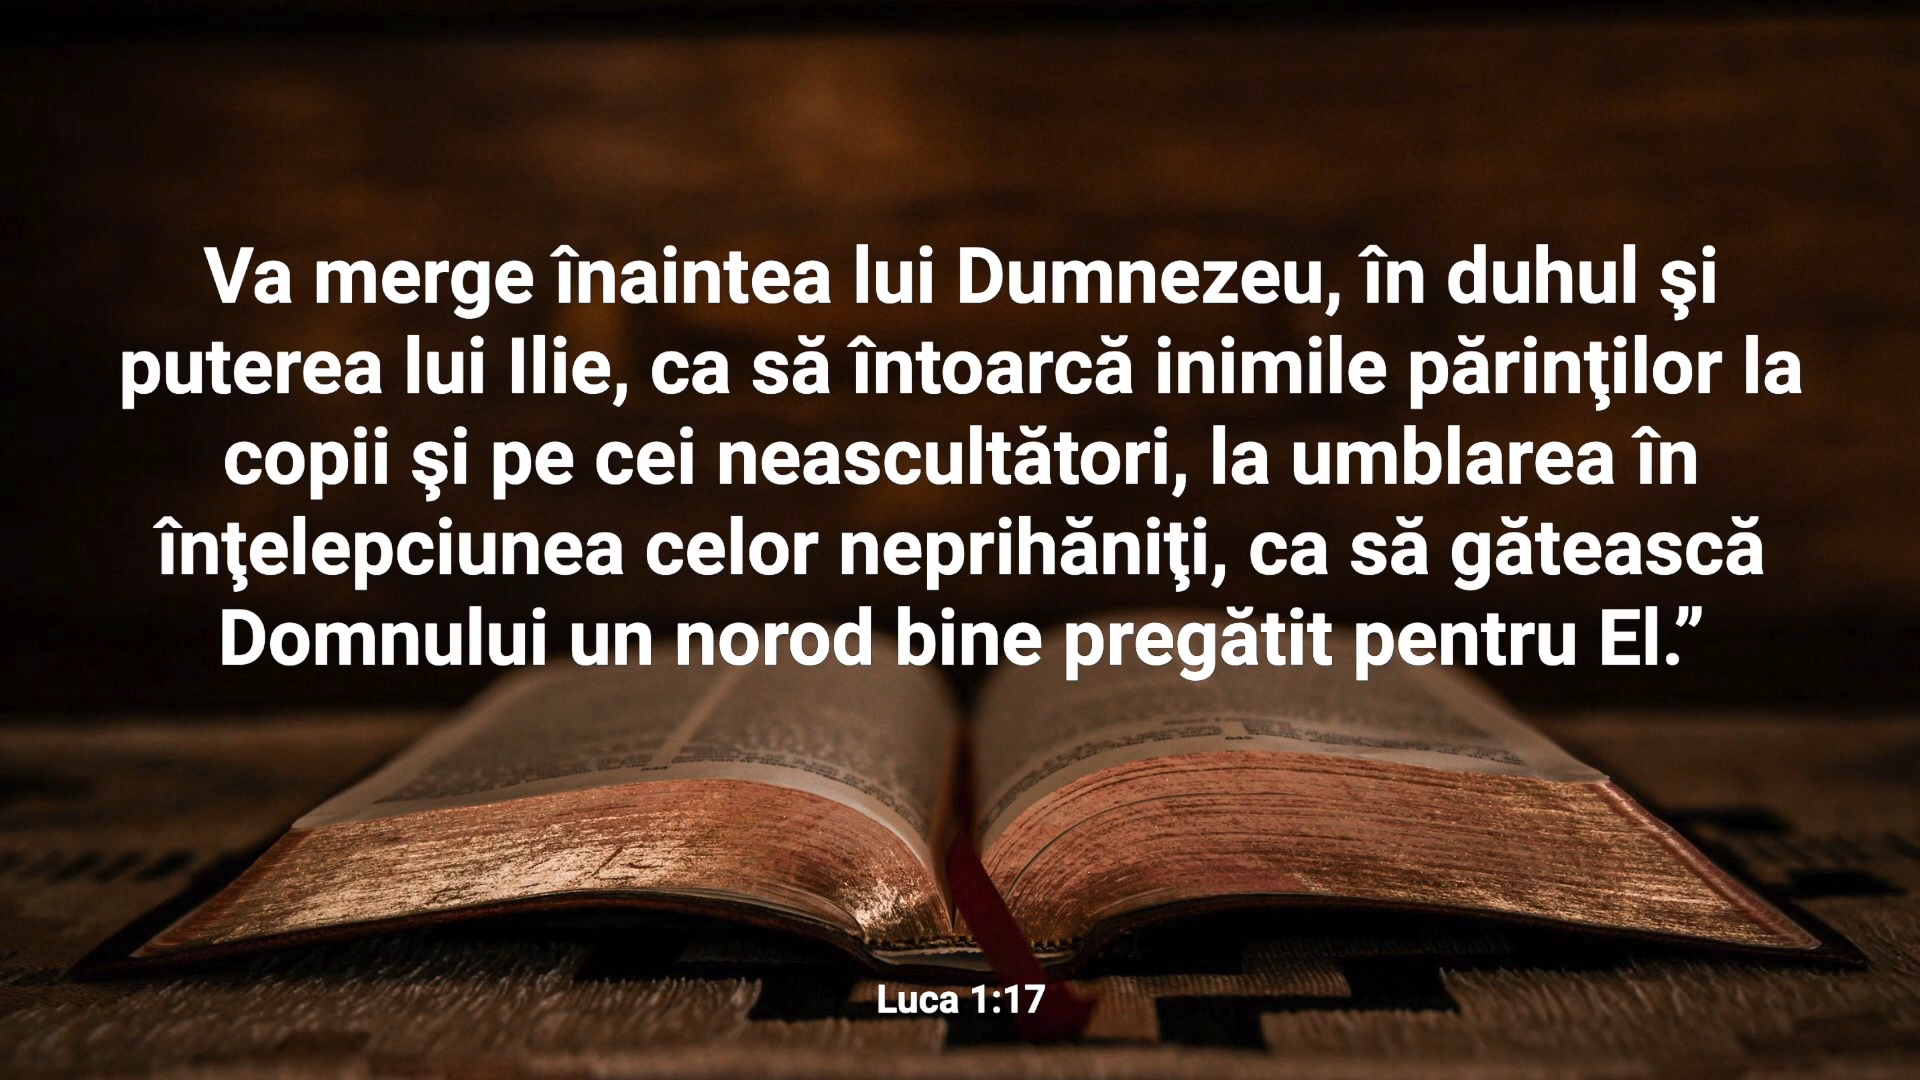 Va merge înaintea lui Dumnezeu, în duhul şi
puterea lui Ilie, ca să întoarcă inimile părinţilor la
copii şi pe cei neascultători, la umblarea în
înţelepciunea celor neprihăniţi, ca să gătească
Domnului un norod bine pregătit pentru El.”
Luca 1:17